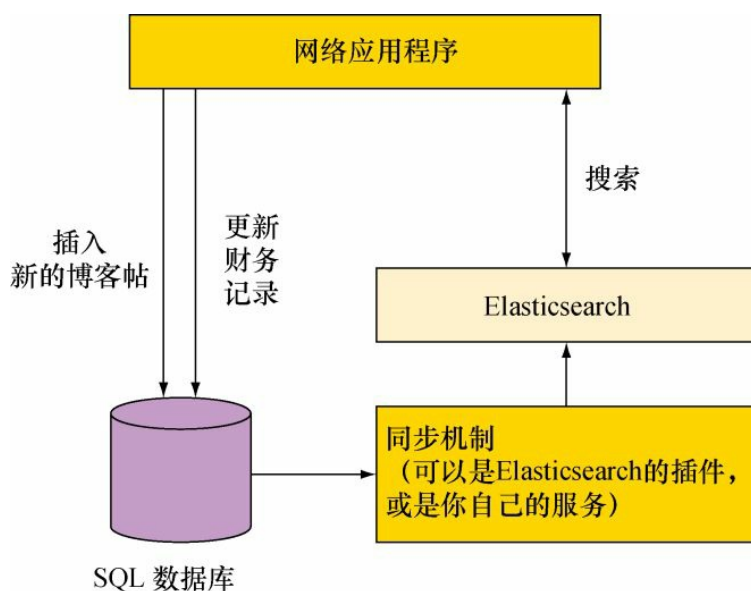 网络应用程序
搜索
插入
新的博客帖
更新
财务
记录
Elasticsearch
同步机制
（可以是Elasticsearch的插件，
或是你自己的服务）
SQL 数据库